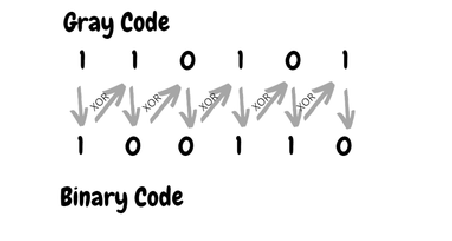 Gray Code
1 1 0 1 0 1
XOR XOR XOR XOR XOR
1 0 0 1 1 0
Binary Code